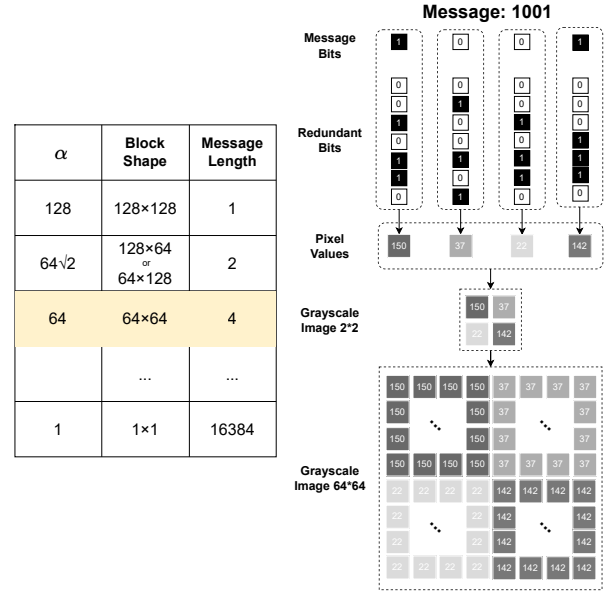 α Block Shape Message Length
128 128×128 1
64√2 128×64 or 64×128 2
64 64×64 4
... ...
1 1×1 16384
Message: 1001
Message Bits
1 0 0 1
Redundant Bits
0 0 0 0
0 1 0 0
1 0 1 0
0 0 0 1
1 1 1 1
1 0 1 1
0 1 0 0
Pixel Values
150 37 22 142
Grayscale Image 2*2
150 37
22 142
Grayscale Image 64*64
150 150 150 150 37 37 37 37
150 150 37 37
150 150 37 37
150 150 150 150 37 37 37 37
22 22 22 22 142 142 142 142
22 22 142 142
22 22 142 142
22 22 22 22 142 142 142 142